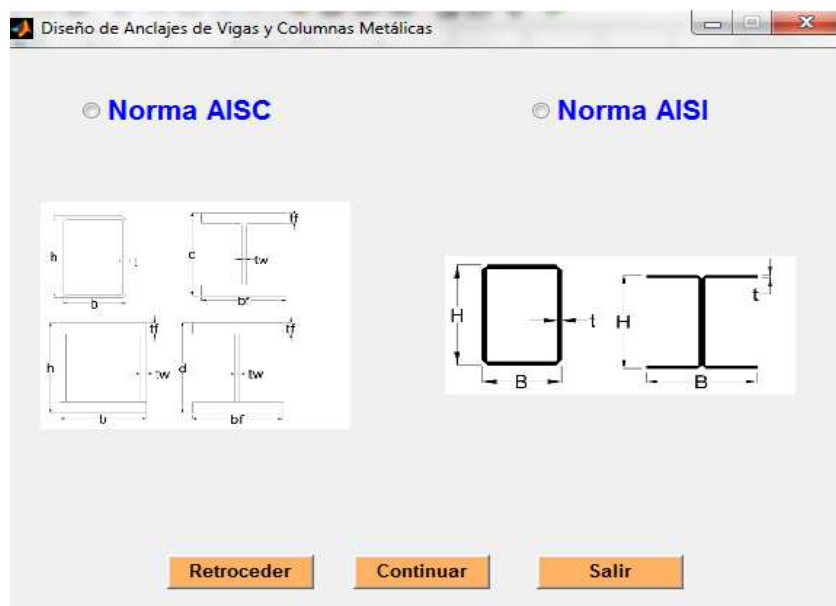 Diseño de Anclajes de Vigas y Columnas Metálicas
Norma AISC
Norma AISI
h
b
tf
tw
bf
h
tf
tw
d
tf
tw
bf
H
t
B
H
t
B
Retroceder
Continuar
Salir